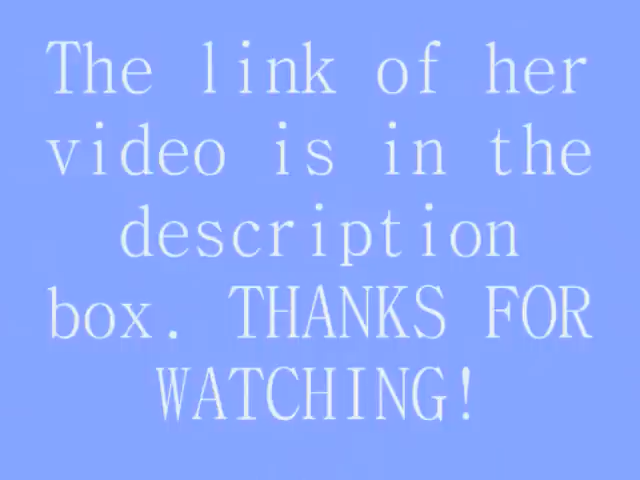 The link of her
video is in the
description
box. THANKS FOR
WATCHING!